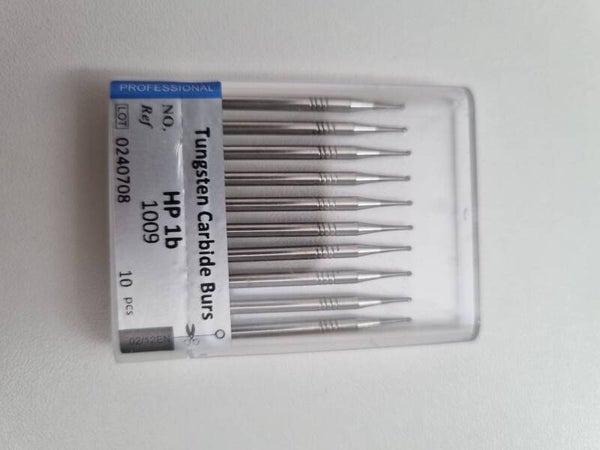 PROFESSIONAL
Tungsten Carbide Burs
NO. HP 1b
Ref 1009
LOT 0240708 10 pcs